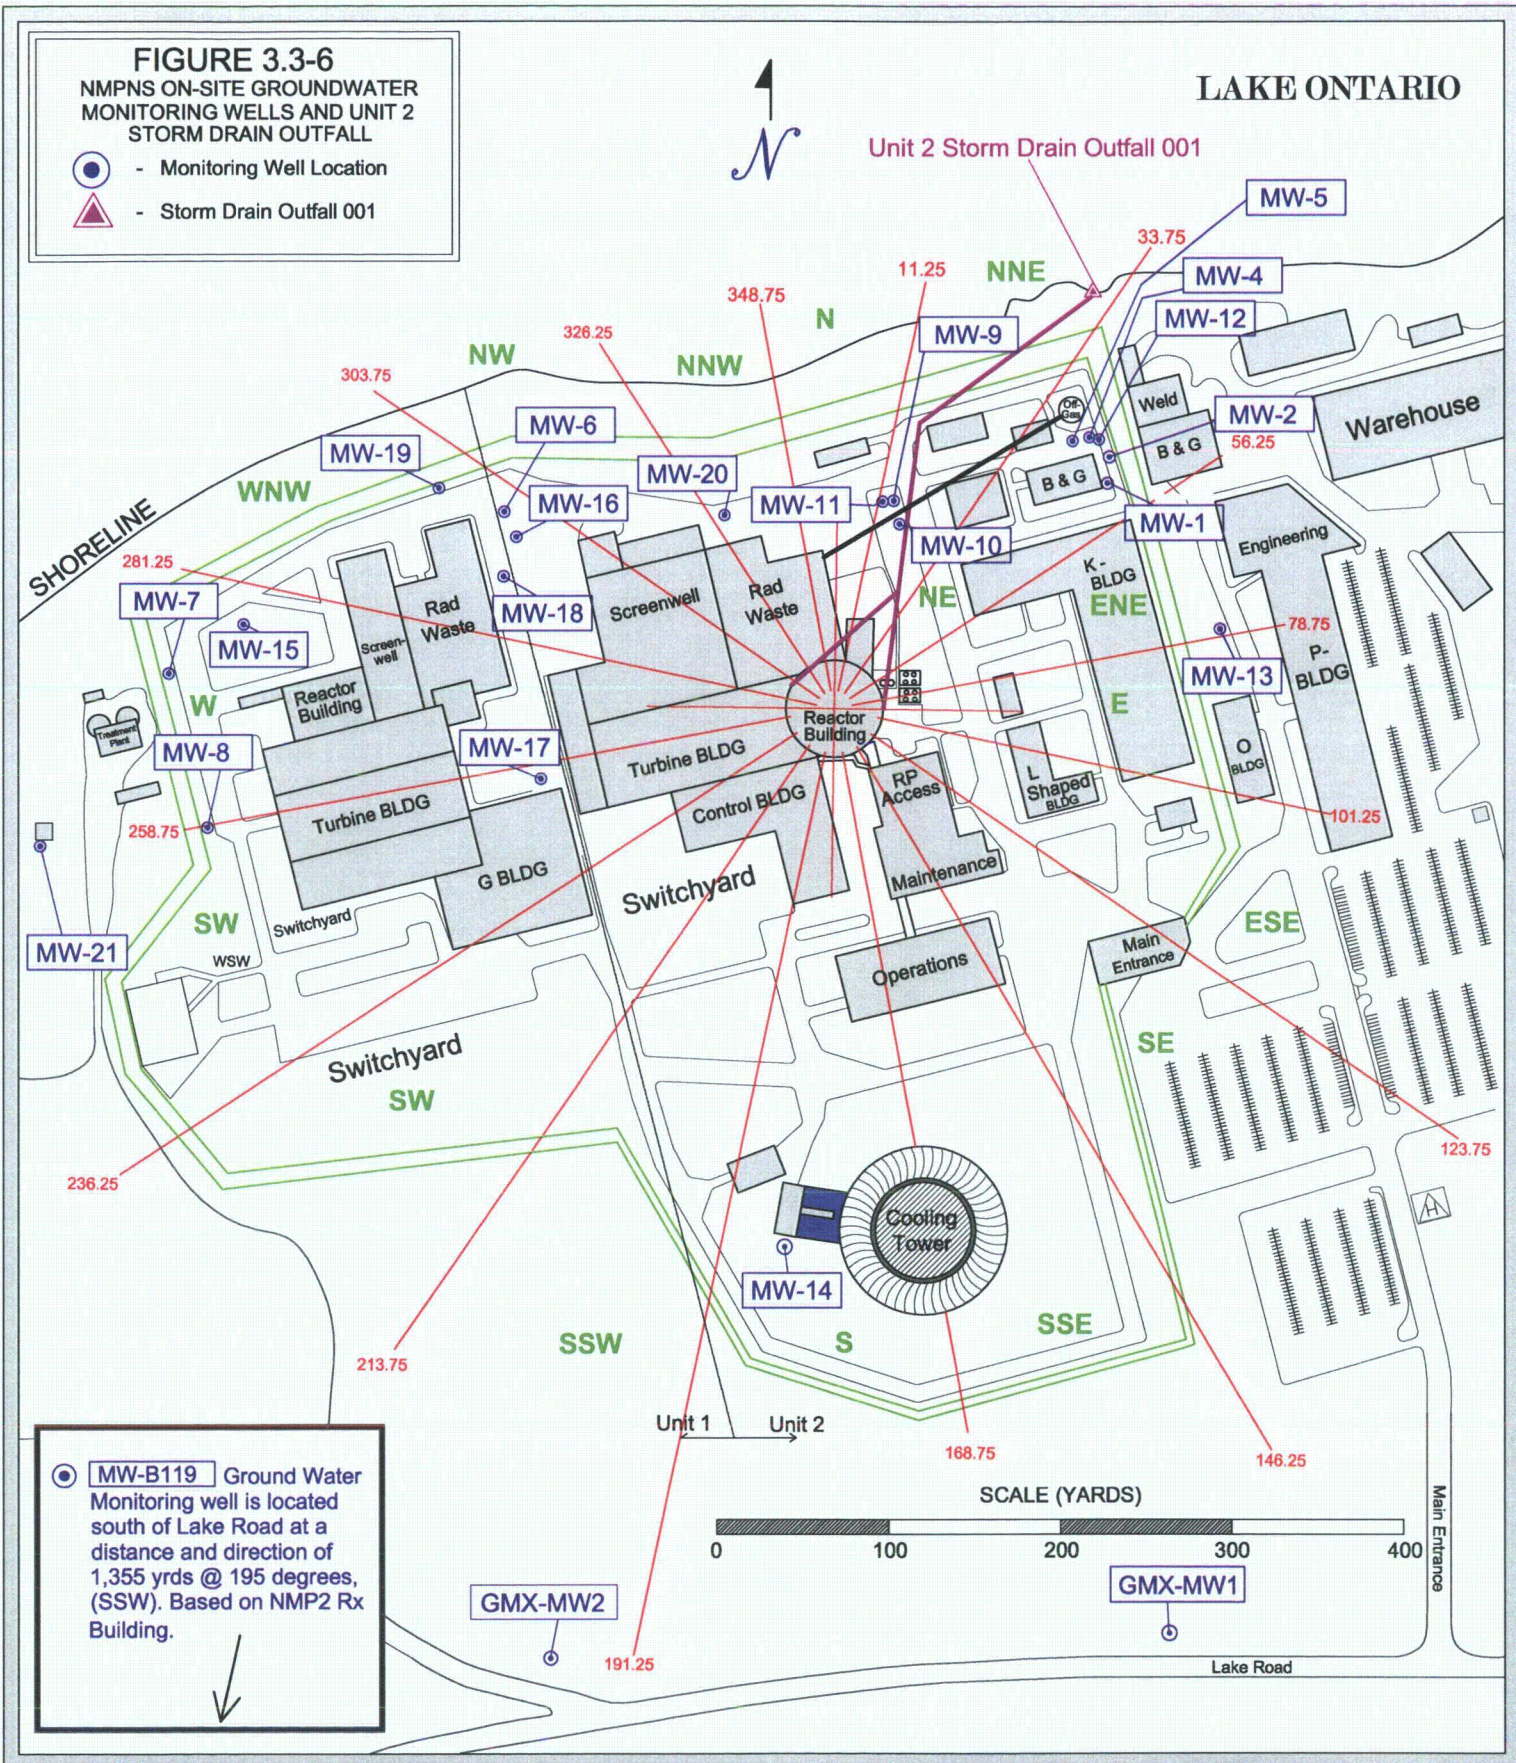 FIGURE 3.3-6
NMPNS ON-SITE GROUNDWATER
MONITORING WELLS AND UNIT 2
STORM DRAIN OUTFALL
- Monitoring Well Location
- Storm Drain Outfall 001
N
LAKE ONTARIO
Unit 2 Storm Drain Outfall 001
MW-5
33.75
11.25
NNE
MW-4
348.75
N
MW-12
326.25
MW-9
NW
NNW
303.75
Off-
Gas
Weld
MW-2
Warehouse
MW-6
56.25
MW-19
B & G
MW-20
B & G
WNW
MW-16
MW-11
MW-1
SHORELINE
MW-10
Engineering
281.25
K-
BLDG
MW-7
Rad
Waste
MW-18
Screenwell
Rad
Waste
NE
ENE
78.75
MW-15
Screen-
well
P-
BLDG
MW-13
Reactor
Building
W
E
Treatment
Plant
Reactor
Building
MW-8
MW-17
Turbine BLDG
O
BLDG
L
Shaped
BLDG
RP
Access
Control BLDG
Turbine BLDG
258.75
101.25
G BLDG
Switchyard
Maintenance
SW
Switchyard
ESE
MW-21
WSW
Operations
Main
Entrance
Switchyard
SE
SW
123.75
236.25
Cooling
Tower
MW-14
SSE
SSW
S
213.75
Unit 1
Unit 2
168.75
146.25
MW-B119 Ground Water
Monitoring well is located
south of Lake Road at a
distance and direction of
1,355 yrds @ 195 degrees,
(SSW). Based on NMP2 Rx
Building.
SCALE (YARDS)
0 100 200 300 400
Main Entrance
GMX-MW2
GMX-MW1
191.25
Lake Road
H